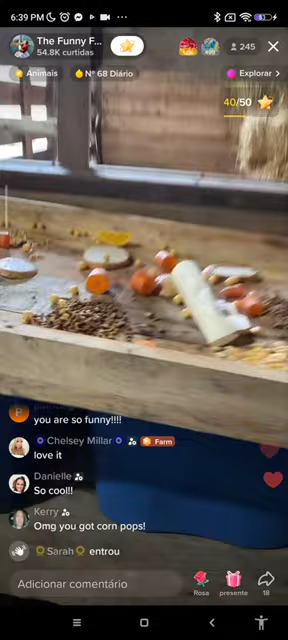 6:39 PM
The Funny F...
54.8K curtidas
245
Animais
Nº 68 Diário
Explorar
40/50
you are so funny!!!!
Chelsey Millar
Farm
love it
Danielle
So cool!!
Kerry
Omg you got corn pops!
Sarah entrou
Adicionar comentário
Rosa
presente
18